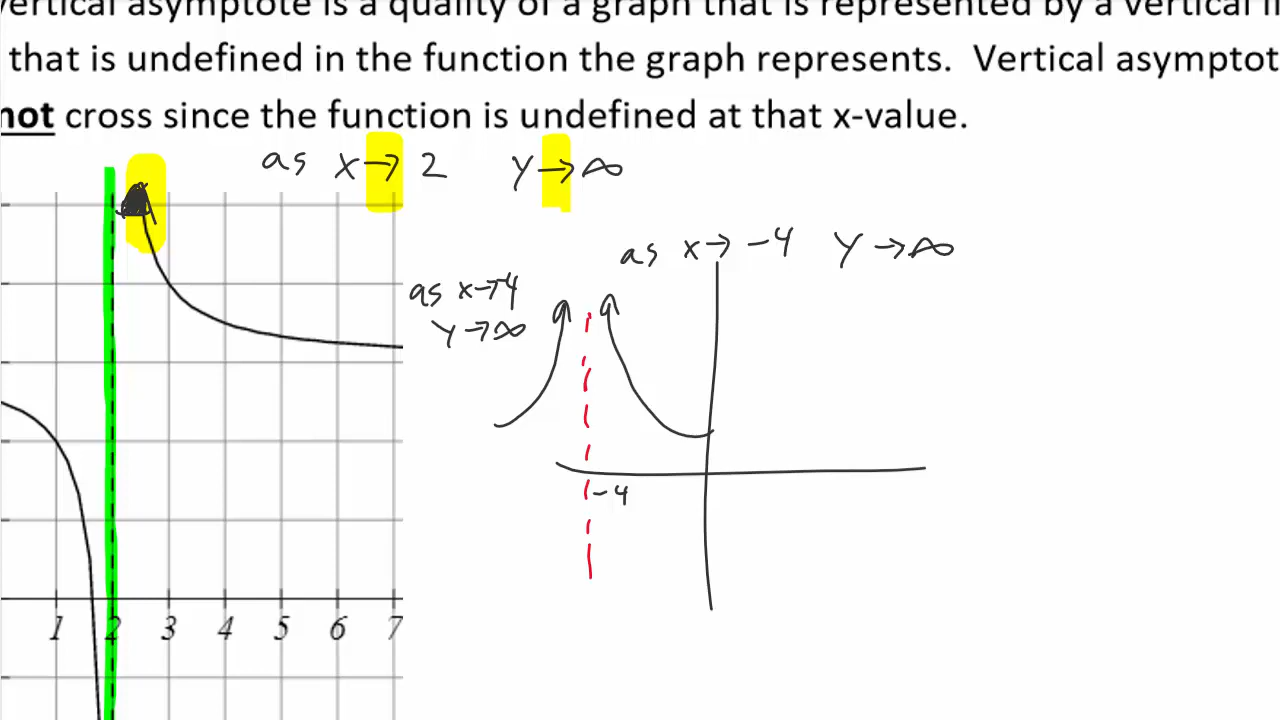 vertical asymptote is a quality of a graph that is represented by a vertical
that is undefined in the function the graph represents. Vertical asymptot
not cross since the function is undefined at that x-value.
as x→2 y→∞
as x→-4 y→∞
as x→4
y→∞
-4
1 2 3 4 5 6 7